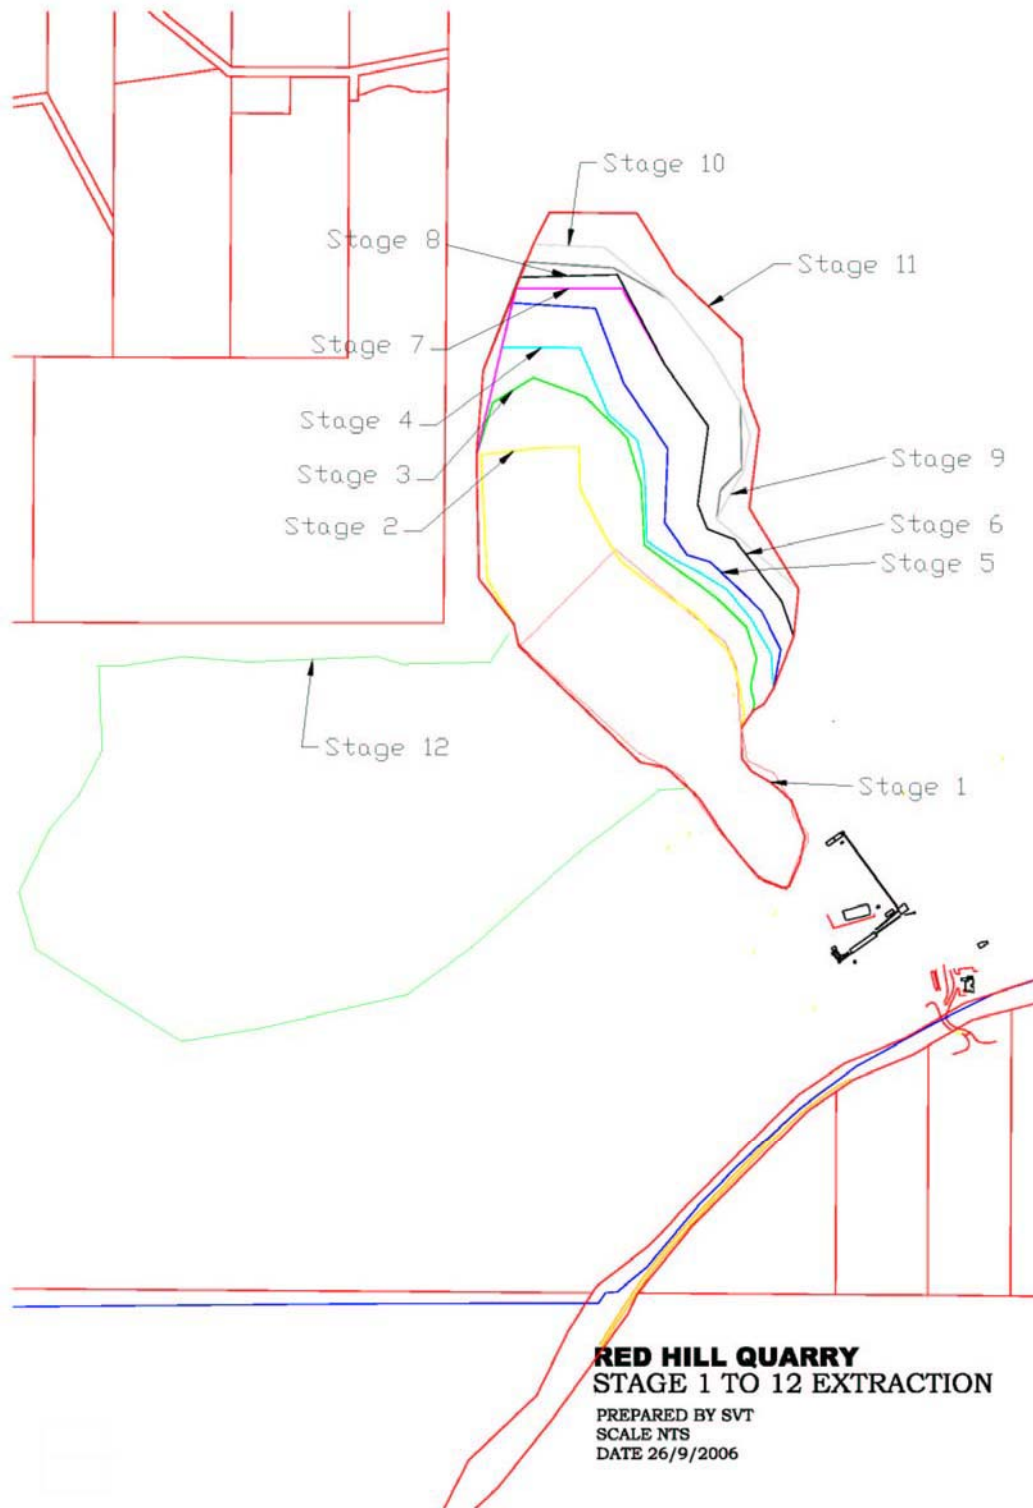 Stage 10
Stage 8
Stage 11
Stage 7
Stage 4
Stage 3
Stage 9
Stage 2
Stage 6
Stage 5
Stage 12
Stage 1
RED HILL QUARRY
STAGE 1 TO 12 EXTRACTION
PREPARED BY SVT
SCALE NTS
DATE 26/9/2006